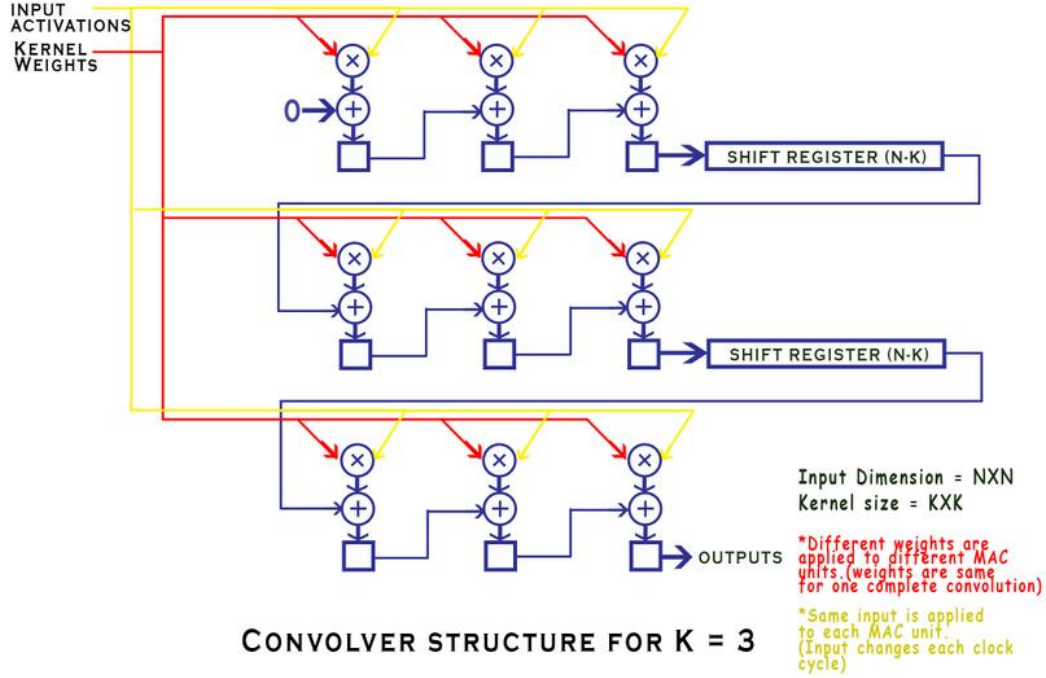 INPUT
ACTIVATIONS
KERNEL
WEIGHTS
× × ×
0 + + +
SHIFT REGISTER (N-K)
× × ×
+ + +
SHIFT REGISTER (N-K)
× × ×
+ + +
OUTPUTS
Input Dimension = NXN
Kernel size = KXK
*Different weights are
applied to different MAC
units.(weights are same
for one complete convolution)
*Same input is applied
to each MAC unit.
(Input changes each clock
cycle)
CONVOLVER STRUCTURE FOR K = 3